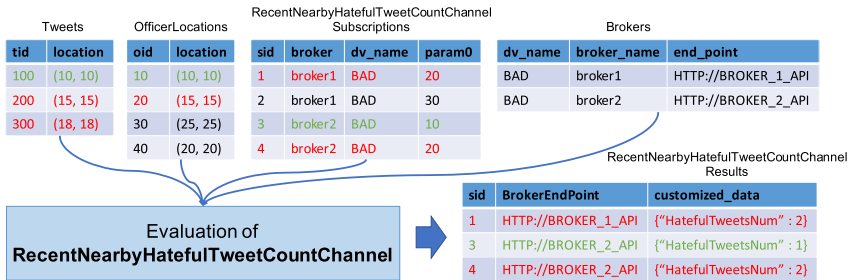 Tweets
tid location
100 (10, 10)
200 (15, 15)
300 (18, 18)
OfficerLocations
oid location
10 (10, 10)
20 (15, 15)
30 (25, 25)
40 (20, 20)
RecentNearbyHatefulTweetCountChannel
Subscriptions
sid broker dv_name param0
1 broker1 BAD 20
2 broker1 BAD 30
3 broker2 BAD 10
4 broker2 BAD 20
Brokers
dv_name broker_name end_point
BAD broker1 HTTP://BROKER_1_API
BAD broker2 HTTP://BROKER_2_API
Evaluation of
RecentNearbyHatefulTweetCountChannel
RecentNearbyHatefulTweetCountChannel
Results
sid BrokerEndPoint customized_data
1 HTTP://BROKER_1_API {“HatefulTweetsNum” : 2}
3 HTTP://BROKER_2_API {“HatefulTweetsNum” : 1}
4 HTTP://BROKER_2_API {“HatefulTweetsNum” : 2}